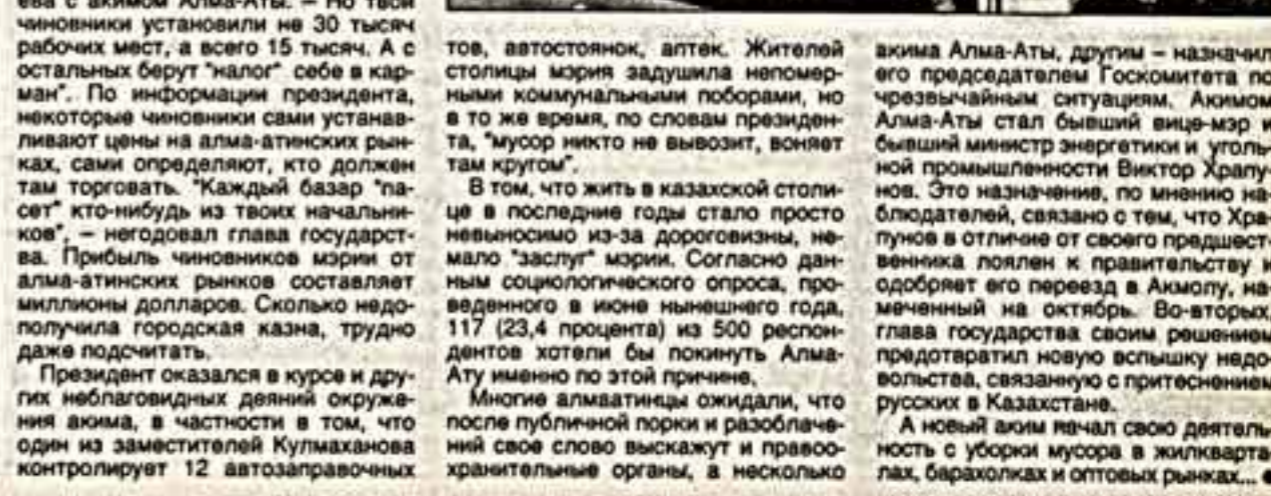 ева с акимом Алма-Аты. – Но твои
чиновники установили не 30 тысяч
рабочих мест, а всего 15 тысяч. А с
остальных берут "налог" себе в кар-
ман". По информации президента,
некоторые чиновники сами устанав-
ливают цены на алма-атинских рын-
ках, сами определяют, кто должен
там торговать. "Каждый базар "па-
сет" кто-нибудь из твоих начальни-
ков", – негодовал глава государст-
ва. Прибыль чиновников мэрии от
алма-атинских рынков составляет
миллионы долларов. Сколько недо-
получила городская казна, трудно
даже подсчитать.
Президент оказался в курсе и дру-
гих неблаговидных деяний окруже-
ния акима, в частности в том, что
один из заместителей Кулмаханова
контролирует 12 автозаправочных
тов, автостоянок, аптек. Жителей
столицы мэрия задушила непомер-
ными коммунальными поборами, но
в то же время, по словам президен-
та, "мусор никто не вывозит, воняет
там кругом".
В том, что жить в казахской столи-
це в последние годы стало просто
невыносимо из-за дороговизны, не-
мало "заслуг" мэрии. Согласно дан-
ным социологического опроса, про-
веденного в июне нынешнего года,
117 (23,4 процента) из 500 респон-
дентов хотели бы покинуть Алма-
Ату именно по этой причине.
Многие алмаатинцы ожидали, что
после публичной порки и разоблаче-
ний свое слово выскажут и правоо-
хранительные органы, а несколько
акима Алма-Аты, другим – назначил
его председателем Госкомитета по
чрезвычайным ситуациям. Акимом
Алма-Аты стал бывший вице-мэр и
бывший министр энергетики и уголь-
ной промышленности Виктор Храпу-
нов. Это назначение, по мнению на-
блюдателей, связано с тем, что Хра-
пунов в отличие от своего предшест-
венника лоялен к правительству и
одобряет его переезд в Акмолу, на-
меченный на октябрь. Во-вторых,
глава государства своим решением
предотвратил новую вспышку недо-
вольства, связанную с притеснением
русских в Казахстане.
А новый аким начал свою деятель-
ность с уборки мусора в жилкварта-
лах, барахолках и оптовых рынках... ●